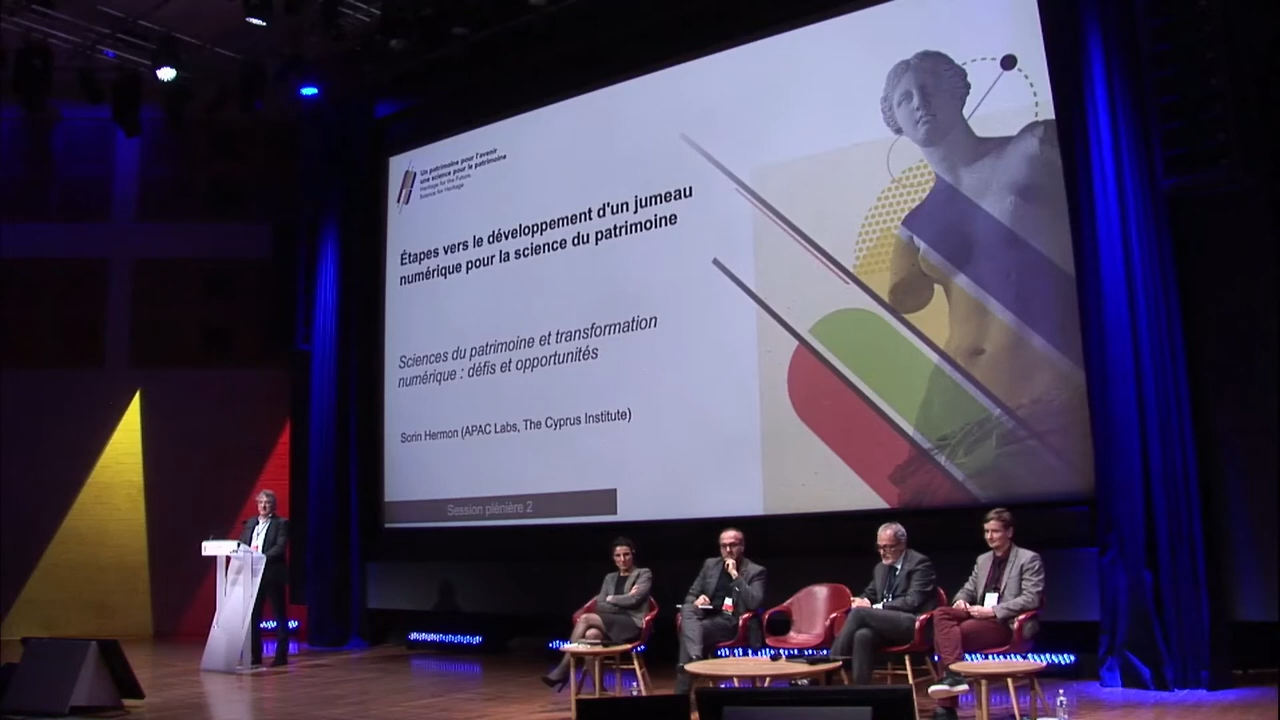 Un patrimoine pour l'avenir
une science pour le patrimoine
Heritage for the Future
Science for Heritage
Étapes vers le développement d'un jumeau
numérique pour la science du patrimoine
Sciences du patrimoine et transformation
numérique : défis et opportunités
Sorin Hermon (APAC Labs, The Cyprus Institute)
Session plénière 2